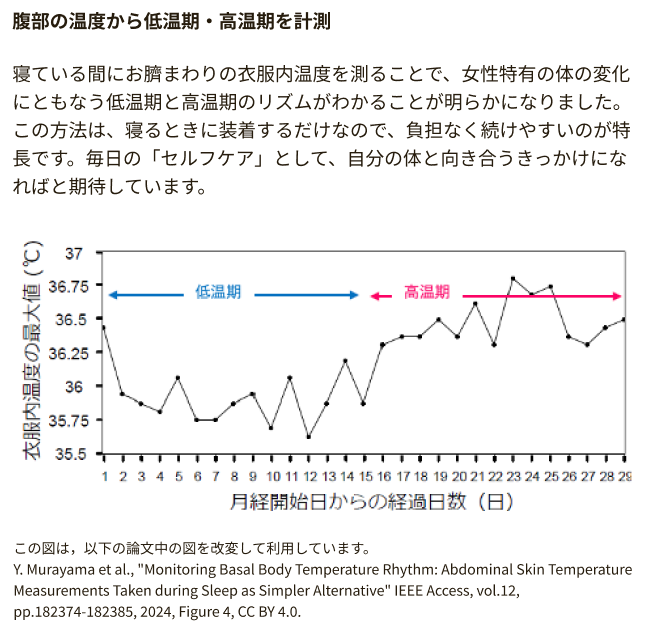 腹部の温度から低温期・高温期を計測
寝ている間にお臍まわりの衣服内温度を測ることで、女性特有の体の変化
にともなう低温期と高温期のリズムがわかることが明らかになりました。
この方法は、寝るときに装着するだけなので、負担なく続けやすいのが特
長です。毎日の「セルフケア」として、自分の体と向き合うきっかけにな
ればと期待しています。
衣服内温度の最大値（℃）
37
36.75
36.5
36.25
36
35.75
35.5
低温期
高温期
1 2 3 4 5 6 7 8 9 10 11 12 13 14 15 16 17 18 19 20 21 22 23 24 25 26 27 28 29
月経開始日からの経過日数（日）
この図は，以下の論文中の図を改変して利用しています。
Y. Murayama et al., "Monitoring Basal Body Temperature Rhythm: Abdominal Skin Temperature
Measurements Taken during Sleep as Simpler Alternative" IEEE Access, vol.12,
pp.182374-182385, 2024, Figure 4, CC BY 4.0.